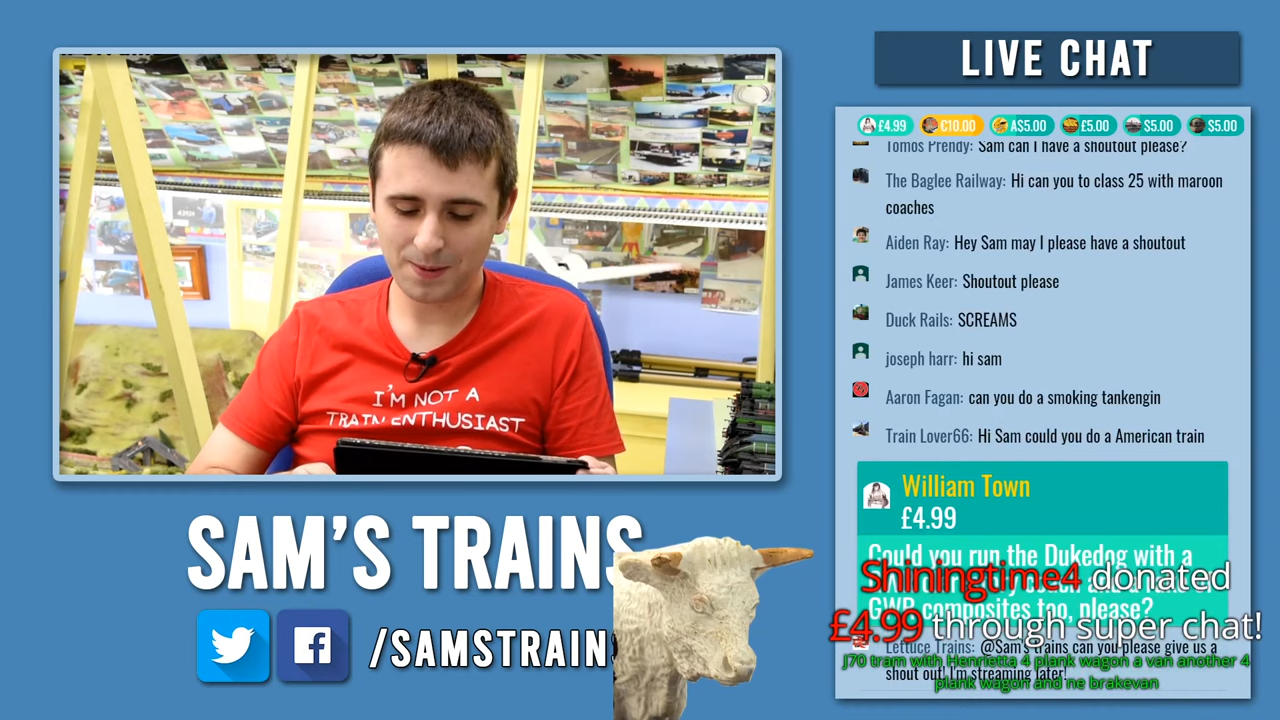 LIVE CHAT
£4.99 €10.00 A$5.00 £5.00 $5.00 $5.00
Tomos Prendy: Sam can I have a shoutout please?
The Baglee Railway: Hi can you to class 25 with maroon
coaches
Aiden Ray: Hey Sam may I please have a shoutout
James Keer: Shoutout please
Duck Rails: SCREAMS
joseph harr: hi sam
Aaron Fagan: can you do a smoking tankengin
Train Lover66: Hi Sam could you do a American train
I'M NOT A
TRAIN ENTHUSIAST
William Town
£4.99
Could you run the Dukedog with a
GWR composites too, please?
Shiningtime4 donated
£4.99 through super chat!
Lettuce Trains: @Sam's Trains can you please give us a
shout out! I'm streaming later!
J70 tram with Henrietta 4 plank wagon a van another 4
plank wagon and ne brakevan
SAM'S TRAINS
/SAMSTRAINS